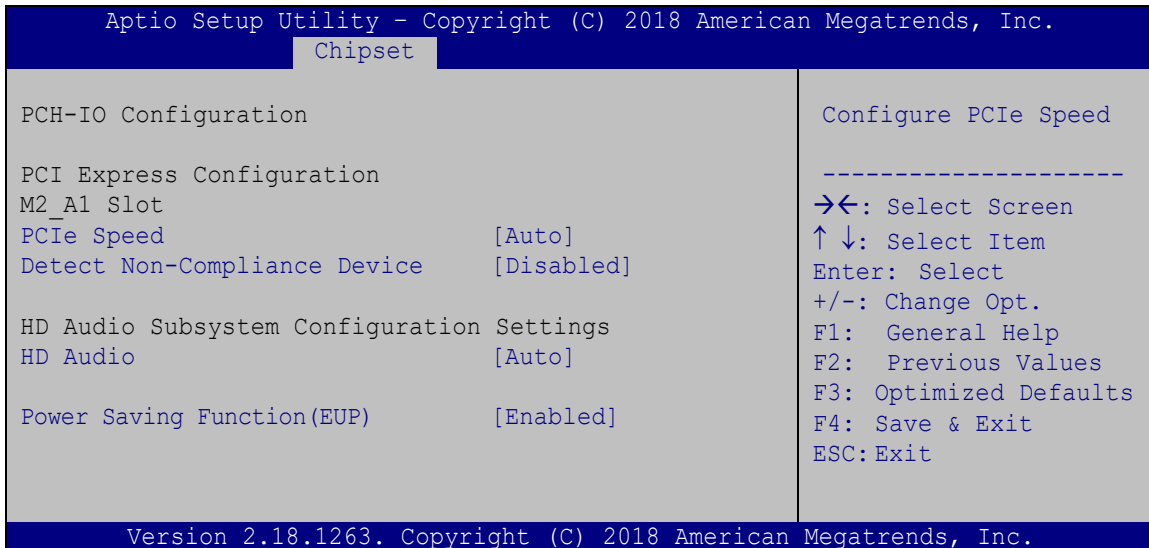 Aptio Setup Utility – Copyright (C) 2018 American Megatrends, Inc.
Chipset
PCH-IO Configuration
PCI Express Configuration
M2_A1 Slot
PCIe Speed [Auto]
Detect Non-Compliance Device [Disabled]
HD Audio Subsystem Configuration Settings
HD Audio [Auto]
Power Saving Function(EUP) [Enabled]
Configure PCIe Speed
---------------------
→←: Select Screen
↑ ↓: Select Item
Enter: Select
+/-: Change Opt.
F1: General Help
F2: Previous Values
F3: Optimized Defaults
F4: Save & Exit
ESC: Exit
Version 2.18.1263. Copyright (C) 2018 American Megatrends, Inc.